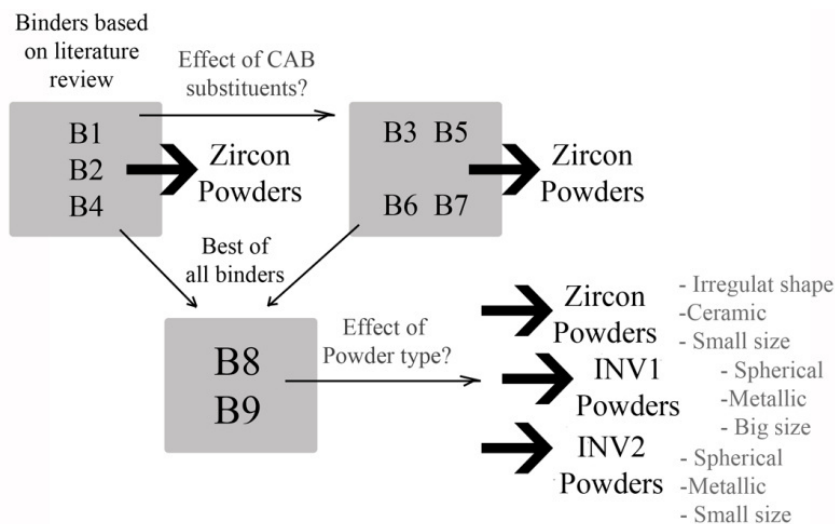 Binders based
on literature
review
Effect of CAB
substituents?
B1
B2
B4
Zircon
Powders
B3 B5
B6 B7
Zircon
Powders
Best of
all binders
B8
B9
Effect of
Powder type?
Zircon
Powders
- Irregulat shape
-Ceramic
- Small size
INV1
Powders
- Spherical
-Metallic
- Big size
INV2
Powders
- Spherical
-Metallic
- Small size